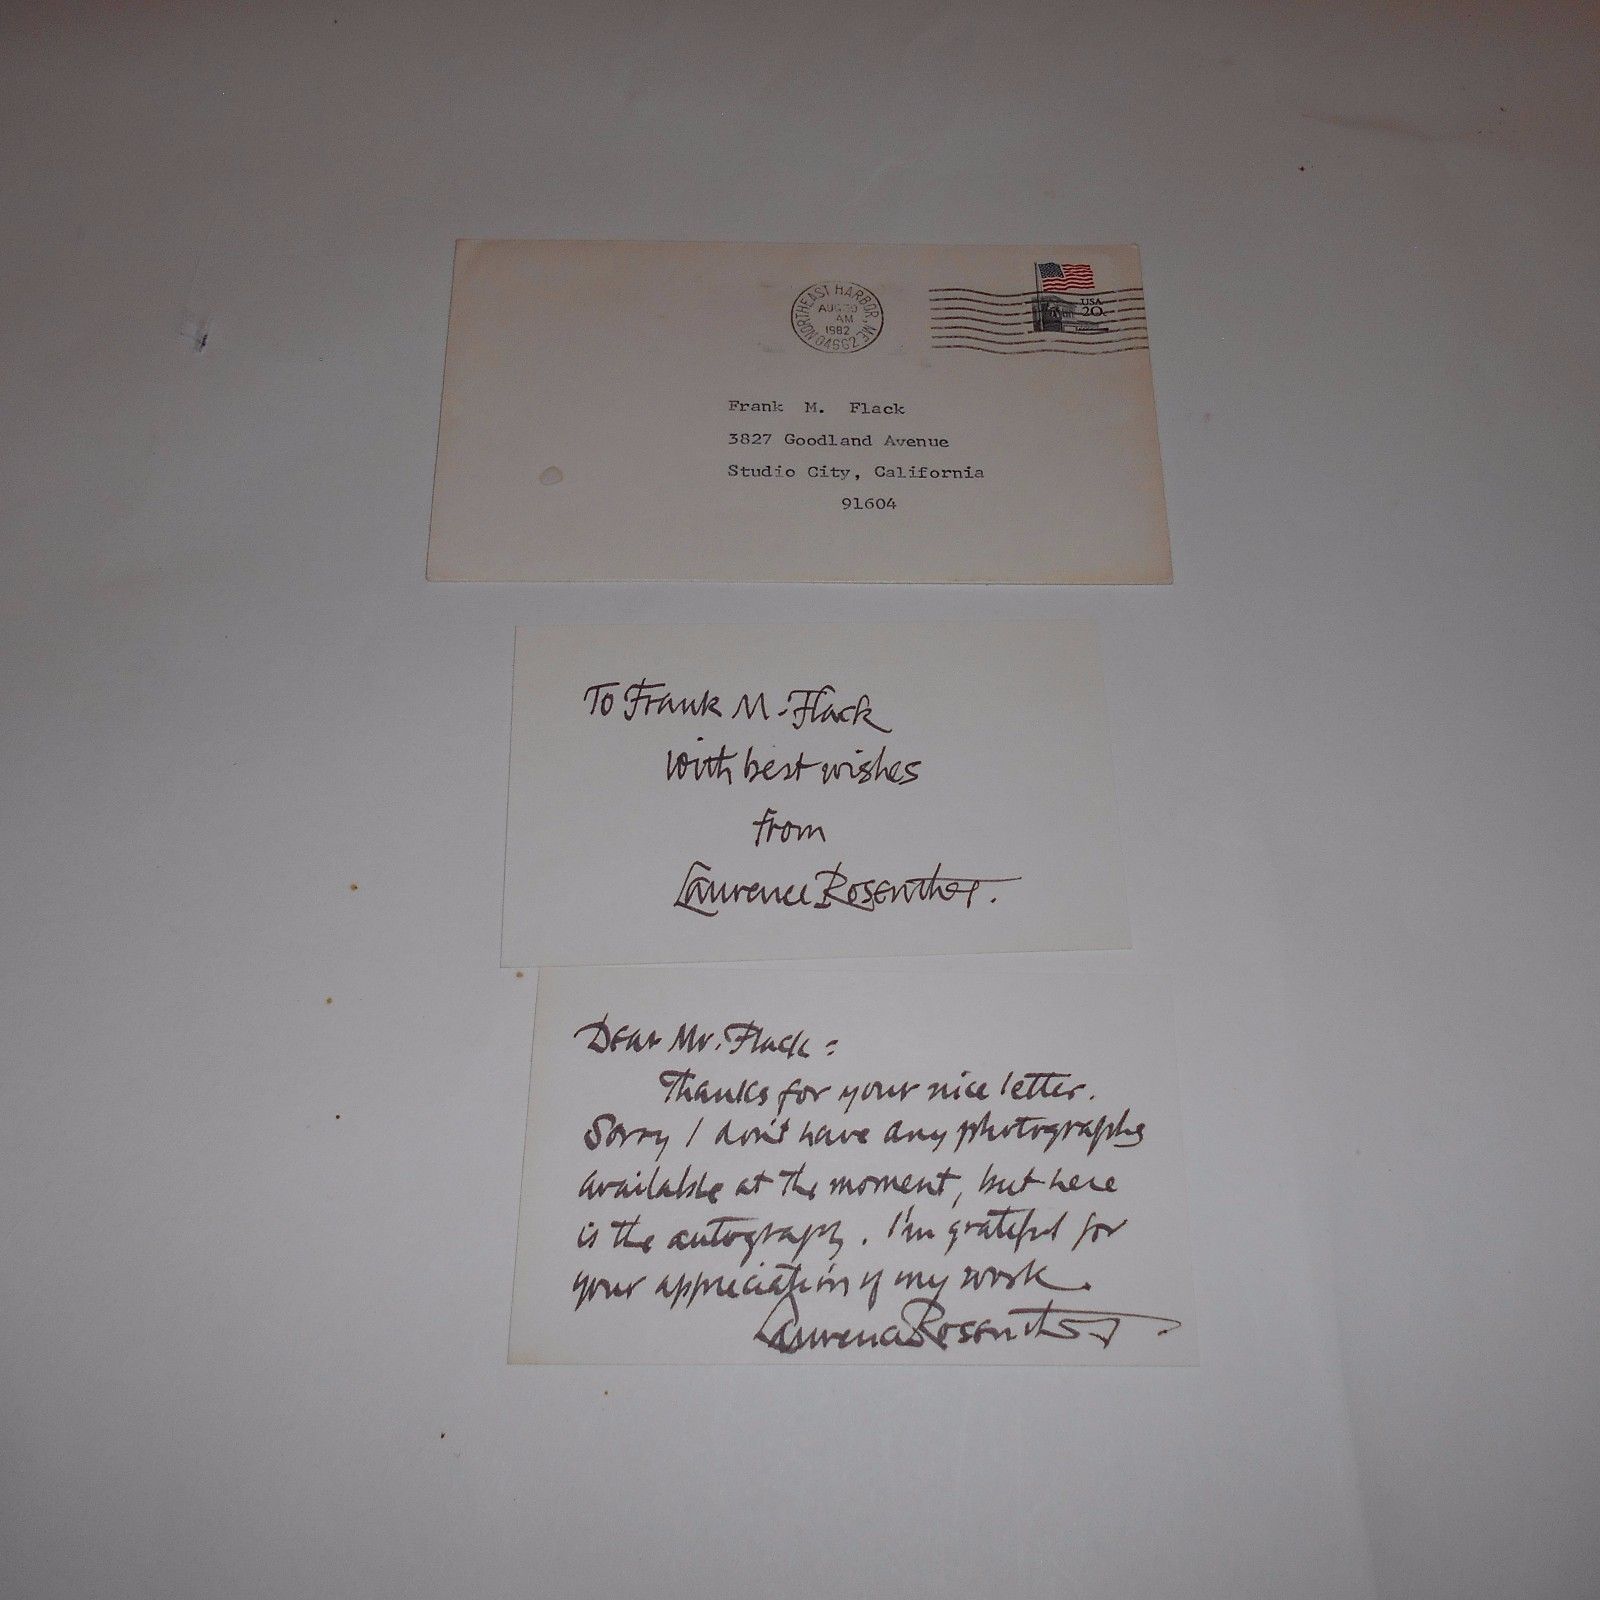 NORTHEAST HARBOR, ME
AUG
AM
1982
04662
USA
20c
Frank M. Flack
3827 Goodland Avenue
Studio City, California
91604
To Frank M. Flack
with best wishes
from
Laurence Rosenthal.
Dear Mr. Flack:
Thanks for your nice letter.
Sorry I don't have any photographs
available at the moment, but here
is the autograph. I'm grateful for
your appreciation of my work.
Laurence Rosenthal